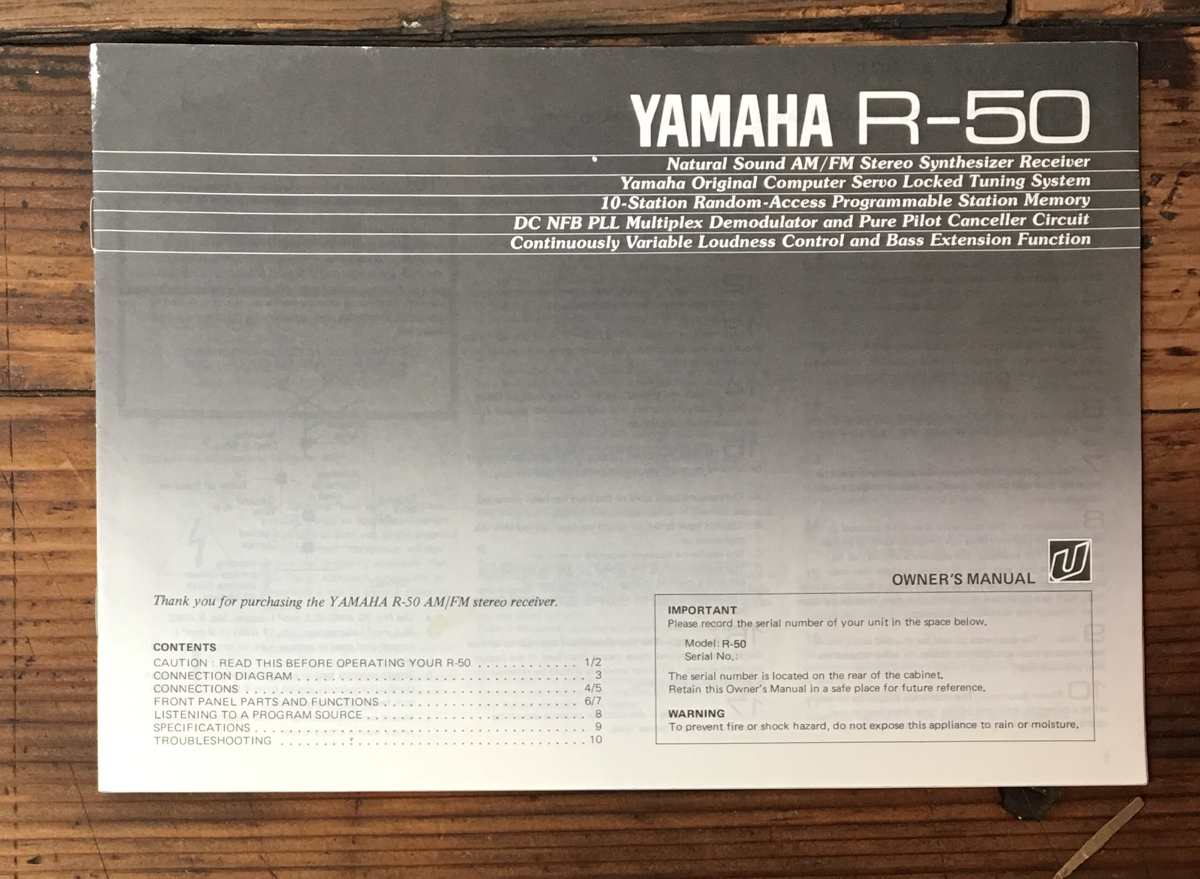 YAMAHA R-50
Natural Sound AM/FM Stereo Synthesizer Receiver
Yamaha Original Computer Servo Locked Tuning System
10-Station Random-Access Programmable Station Memory
DC NFB PLL Multiplex Demodulator and Pure Pilot Canceller Circuit
Continuously Variable Loudness Control and Bass Extension Function
OWNER'S MANUAL U
Thank you for purchasing the YAMAHA R-50 AM/FM stereo receiver.
CONTENTS
CAUTION : READ THIS BEFORE OPERATING YOUR R-50 . . . . . . . . . . . . 1/2
CONNECTION DIAGRAM . . . . . . . . . . . . . . . . . . . . . . . . . . . . . . . . . . 3
CONNECTIONS . . . . . . . . . . . . . . . . . . . . . . . . . . . . . . . . . . . . . . . . 4/5
FRONT PANEL PARTS AND FUNCTIONS . . . . . . . . . . . . . . . . . . . . . . . 6/7
LISTENING TO A PROGRAM SOURCE . . . . . . . . . . . . . . . . . . . . . . . . . . 8
SPECIFICATIONS . . . . . . . . . . . . . . . . . . . . . . . . . . . . . . . . . . . . . . . 9
TROUBLESHOOTING . . . . . . . . . . . . . . . . . . . . . . . . . . . . . . . . . . . . 10
IMPORTANT
Please record the serial number of your unit in the space below.
Model: R-50
Serial No.:
The serial number is located on the rear of the cabinet.
Retain this Owner's Manual in a safe place for future reference.
WARNING
To prevent fire or shock hazard, do not expose this appliance to rain or moisture.